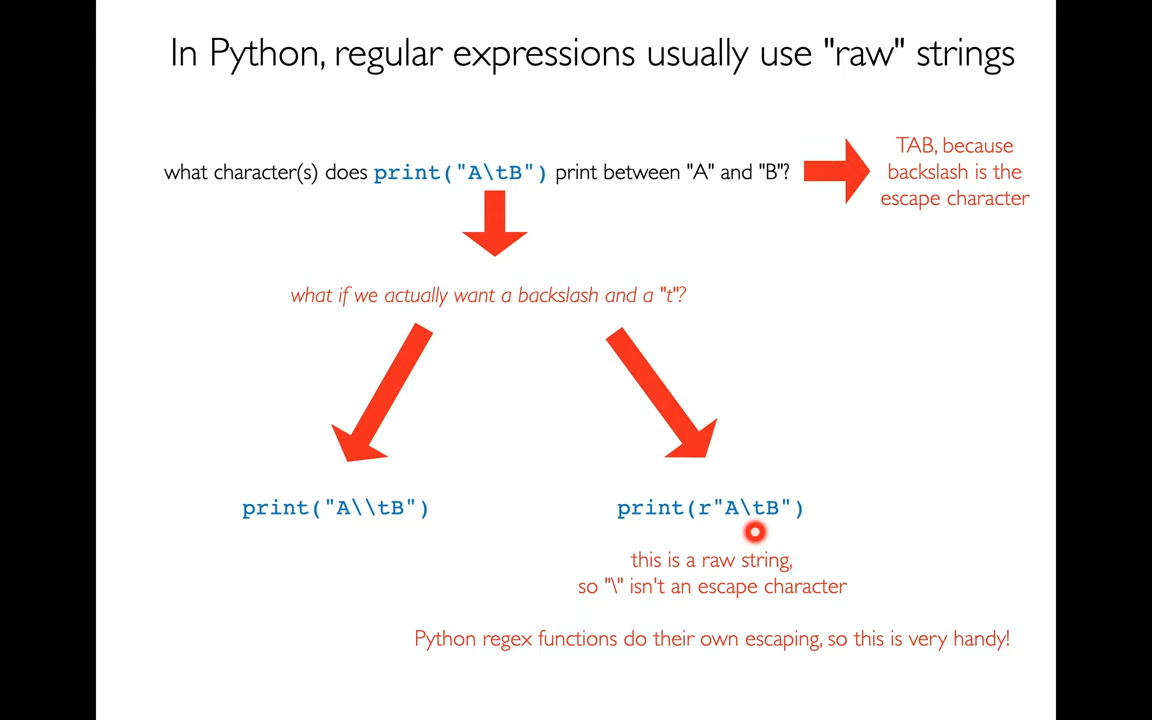 In Python, regular expressions usually use "raw" strings
what character(s) does print("A\tB") print between "A" and "B"?
TAB, because
backslash is the
escape character
what if we actually want a backslash and a "t"?
print("A\\tB")
print(r"A\tB")
this is a raw string,
so "\" isn't an escape character
Python regex functions do their own escaping, so this is very handy!